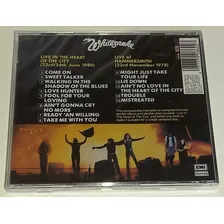 Whitesnake
LIVE IN THE HEART
OF THE CITY
(23rd/24th June 1980)
COME ON
SWEET TALKER
WALKING IN THE
SHADOW OF THE BLUES
LOVE HUNTER
FOOL FOR YOUR
LOVING
AIN'T GONNA CRY
NO MORE
READY 'AN WILLING
TAKE ME WITH YOU
LIVE AT
HAMMERSMITH
(23rd November 1978)
MIGHT JUST TAKE
YOUR LIFE
LIE DOWN
AIN'T NO LOVE IN
THE HEART OF THE CITY
TROUBLE
MISTREATED
EMI